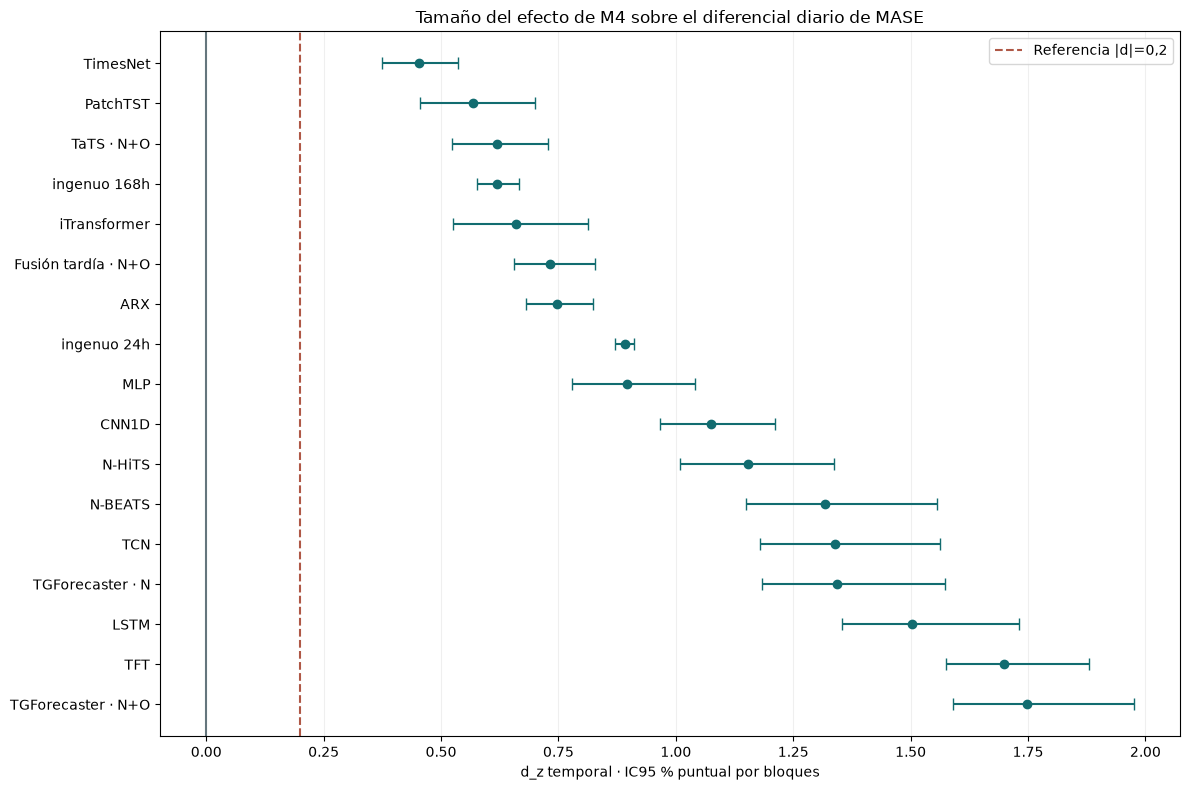 Tamaño del efecto de M4 sobre el diferencial diario de MASE
Referencia |d|=0,2
TimesNet
PatchTST
TaTS · N+O
ingenuo 168h
iTransformer
Fusión tardía · N+O
ARX
ingenuo 24h
MLP
CNN1D
N-HiTS
N-BEATS
TCN
TGForecaster · N
LSTM
TFT
TGForecaster · N+O
0.00 0.25 0.50 0.75 1.00 1.25 1.50 1.75 2.00
d_z temporal · IC95 % puntual por bloques